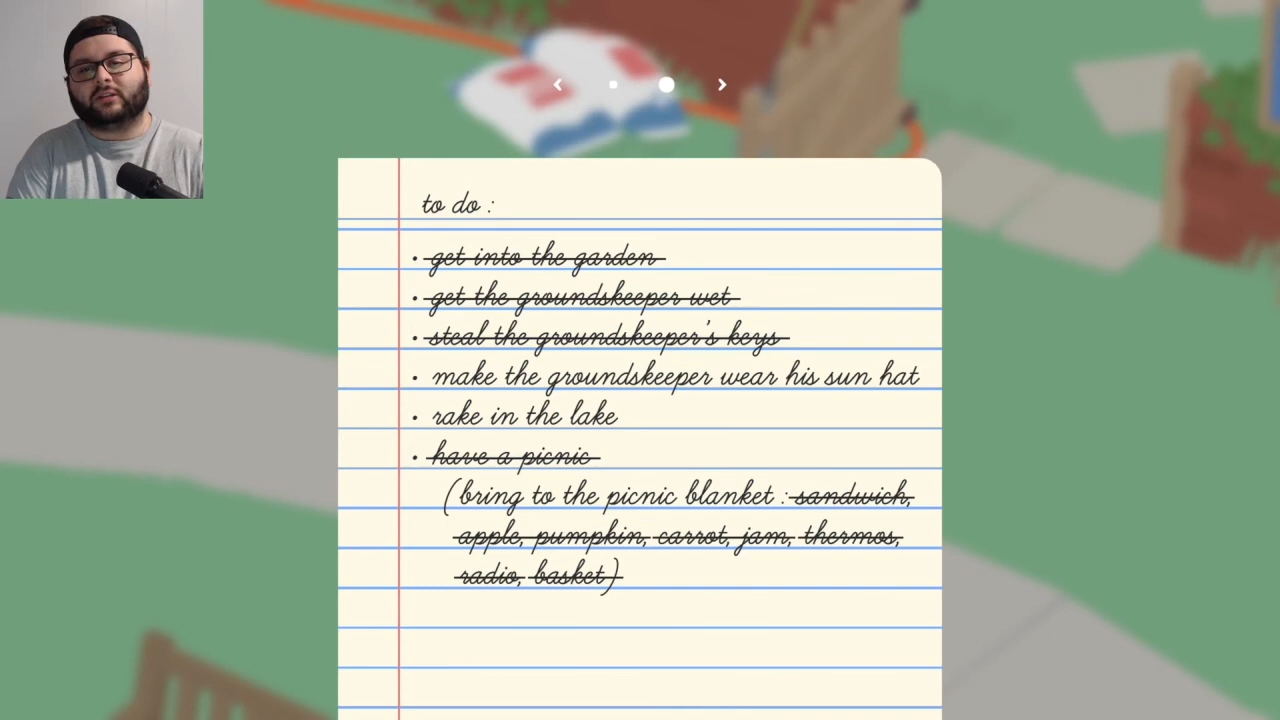 to do :
• get into the garden
• get the groundskeeper wet
• steal the groundskeeper's keys
• make the groundskeeper wear his sun hat
• rake in the lake
• have a picnic
(bring to the picnic blanket : sandwich,
apple, pumpkin, carrot, jam, thermos,
radio, basket)